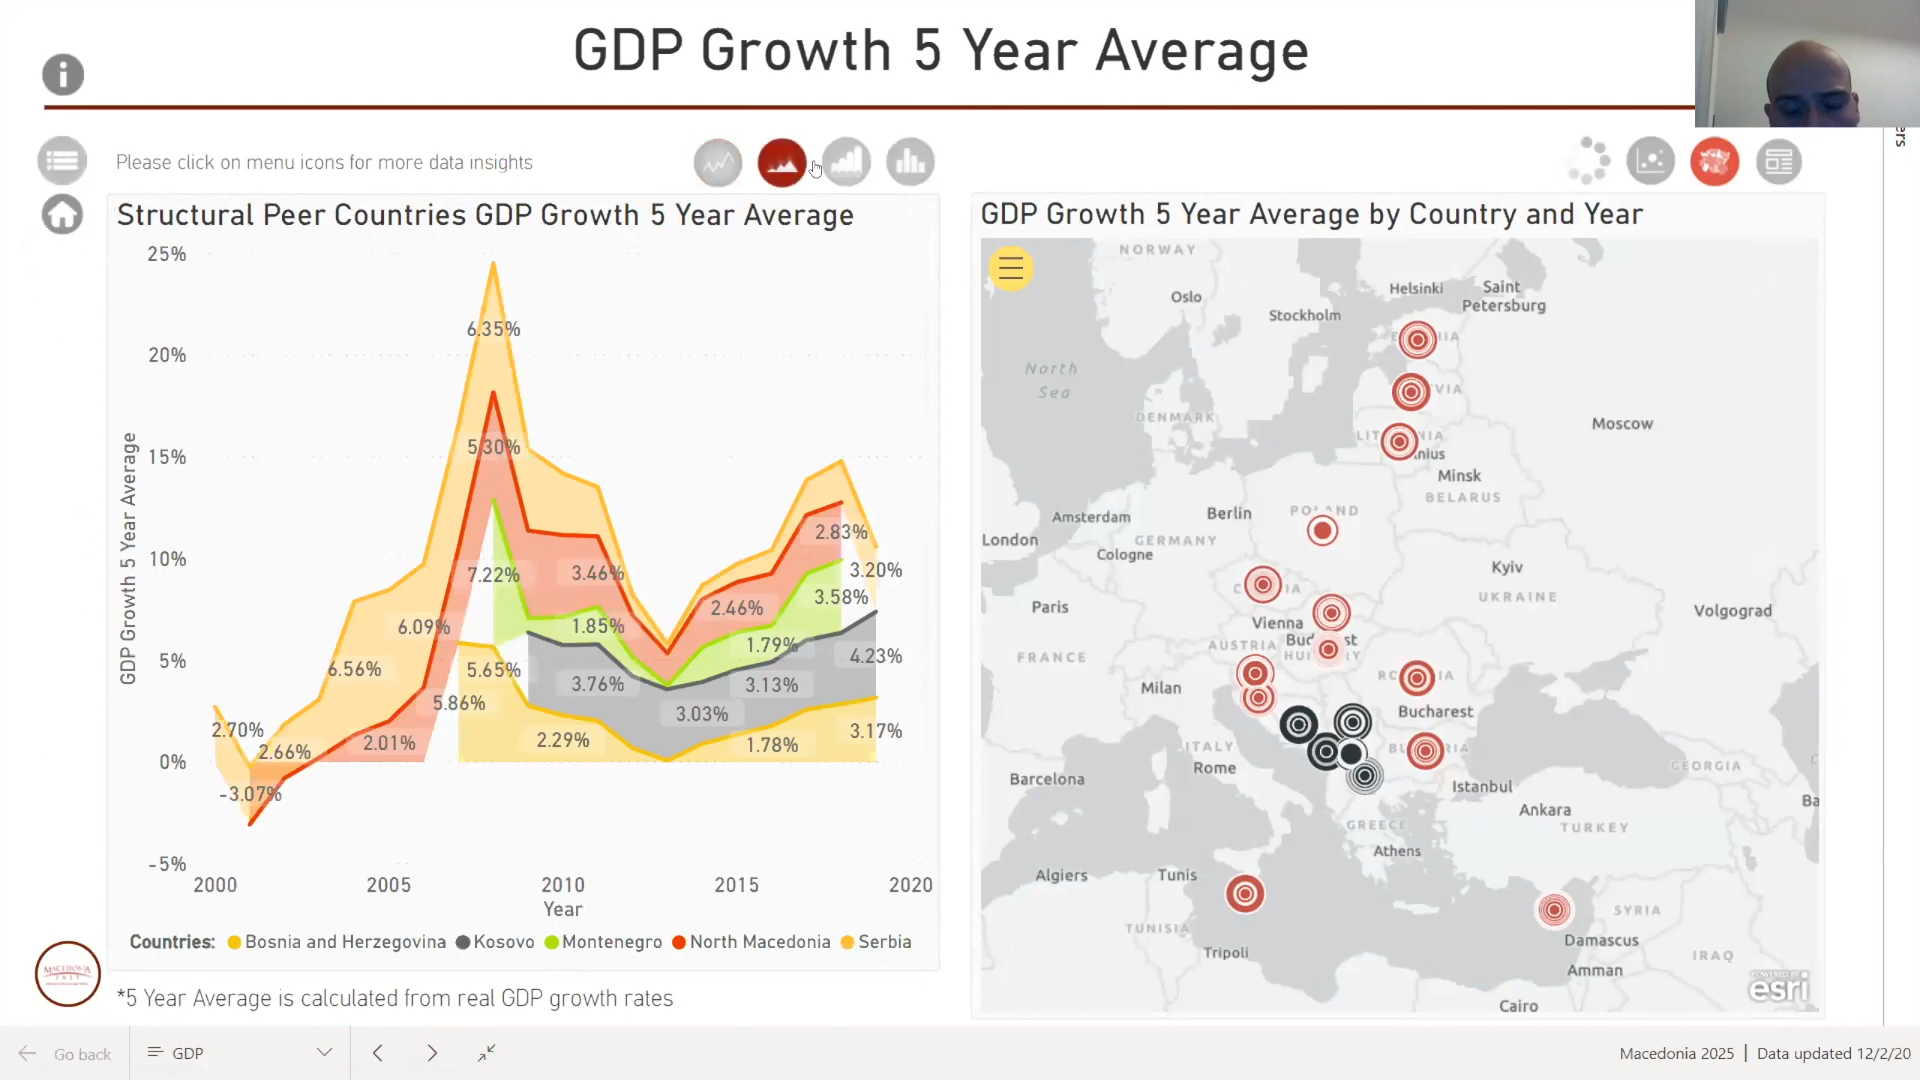 GDP Growth 5 Year Average
Please click on menu icons for more data insights
ers
Structural Peer Countries GDP Growth 5 Year Average
GDP Growth 5 Year Average
25%
20%
15%
10%
5%
0%
-5%
6.35%
5.30%
7.22%
3.46%
2.83%
3.20%
3.58%
6.09%
1.85%
2.46%
1.79%
4.23%
6.56%
5.65%
3.76%
3.13%
5.86%
3.03%
2.70%
2.66%
2.01%
2.29%
1.78%
3.17%
-3.07%
2000
2005
2010
2015
2020
Year
Countries: Bosnia and Herzegovina Kosovo Montenegro North Macedonia Serbia
MACEDONIA
*5 Year Average is calculated from real GDP growth rates
GDP Growth 5 Year Average by Country and Year
NORWAY
Oslo
Helsinki
Saint
Petersburg
Stockholm
North
Sea
DENMARK
Moscow
Minsk
BELARUS
Amsterdam
Berlin
POLAND
London
GERMANY
Cologne
Kyiv
UKRAINE
Paris
Volgograd
Vienna
AUSTRIA
FRANCE
Milan
Bucharest
ITALY
Rome
GEORGIA
Barcelona
Istanbul
Ankara
Ba
TURKEY
GREECE
Athens
Algiers
Tunis
SYRIA
TUNISIA
Damascus
Tripoli
IRAQ
Amman
Cairo
POWERED BY
esri
Go back
GDP
Macedonia 2025 | Data updated 12/2/20